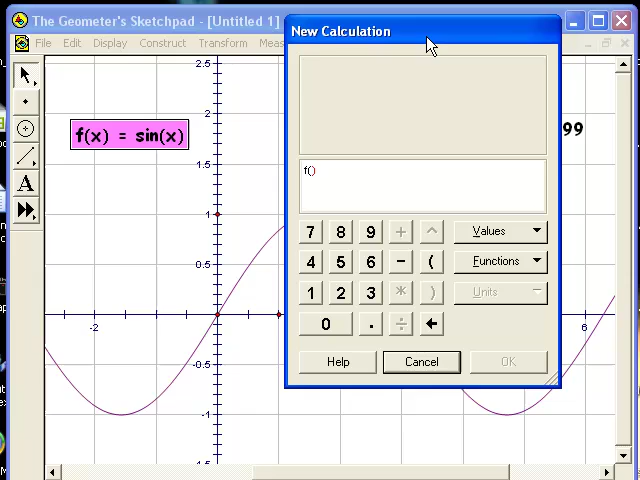 The Geometer's Sketchpad - [Untitled 1]
New Calculation
File Edit Display Construct Transform Meas
f(x) = sin(x)
99
f()
7 8 9 + - ^ Values
4 5 6 - ( Functions
1 2 3 * ) Units
0 . ÷
Help Cancel OK
2.5
2
1.5
1
0.5
-0.5
-1
-1.5
-2
6
A